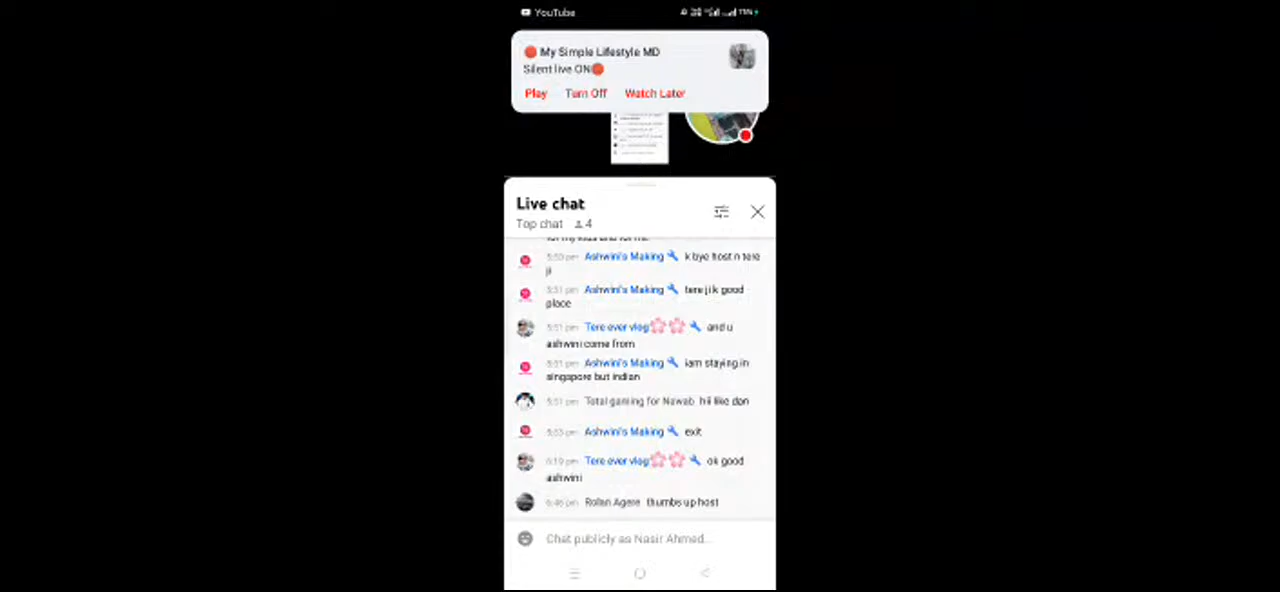 YouTube
My Simple Lifestyle MD
Silent live ON
Play Turn Off Watch Later
Live chat
Top chat 4
5:50 pm Ashwini's Making k bye host n tere
ji
5:51 pm Ashwini's Making tere ji k good
place
5:51 pm Tere ever vlog🌸🌸 and u
ashwini come from
5:51 pm Ashwini's Making iam staying in
singapore but indian
5:51 pm Total gaming for Nawab hii like don
5:53 pm Ashwini's Making exit
6:19 pm Tere ever vlog🌸🌸 ok good
ashwini
6:46 pm Rolan Agere thumbs up host
Chat publicly as Nasir Ahmed...